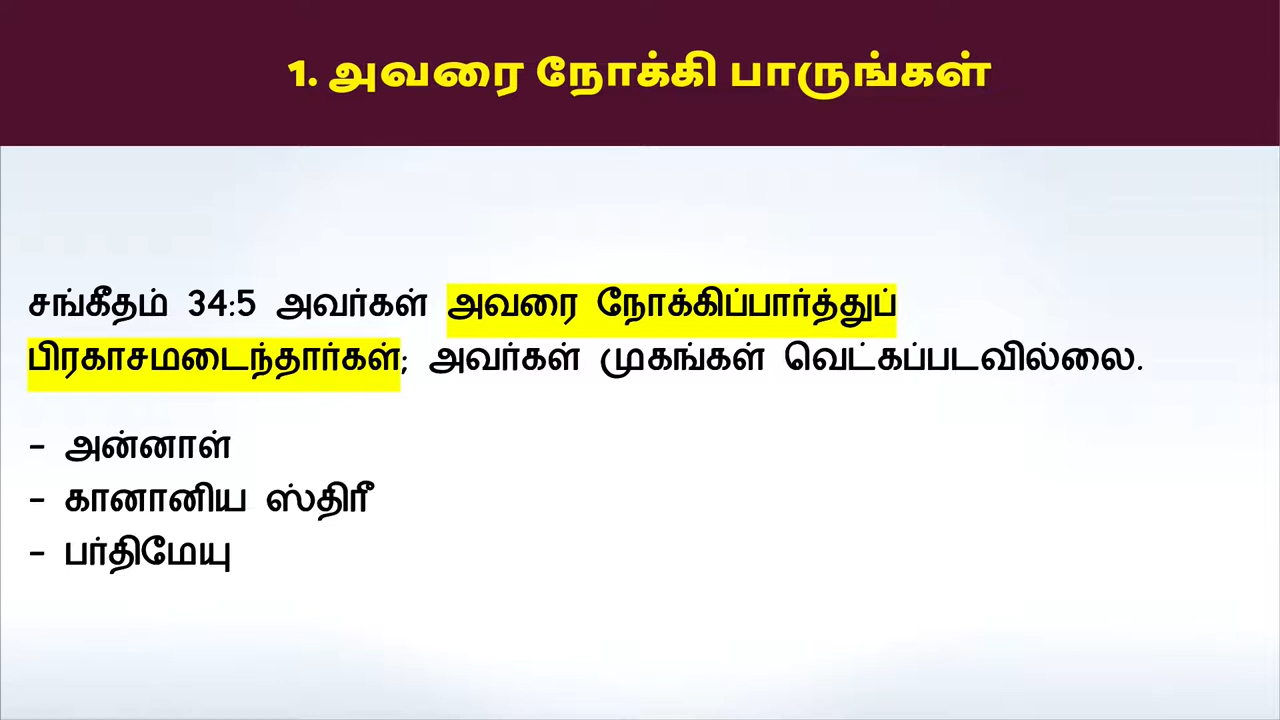 1. அவரை நோக்கி பாருங்கள்
சங்கீதம் 34:5 அவர்கள் அவரை நோக்கிப்பார்த்துப்
பிரகாசமடைந்தார்கள்; அவர்கள் முகங்கள் வெட்கப்படவில்லை.
- அன்னாள்
- கானானிய ஸ்திரீ
- பர்திமேயு